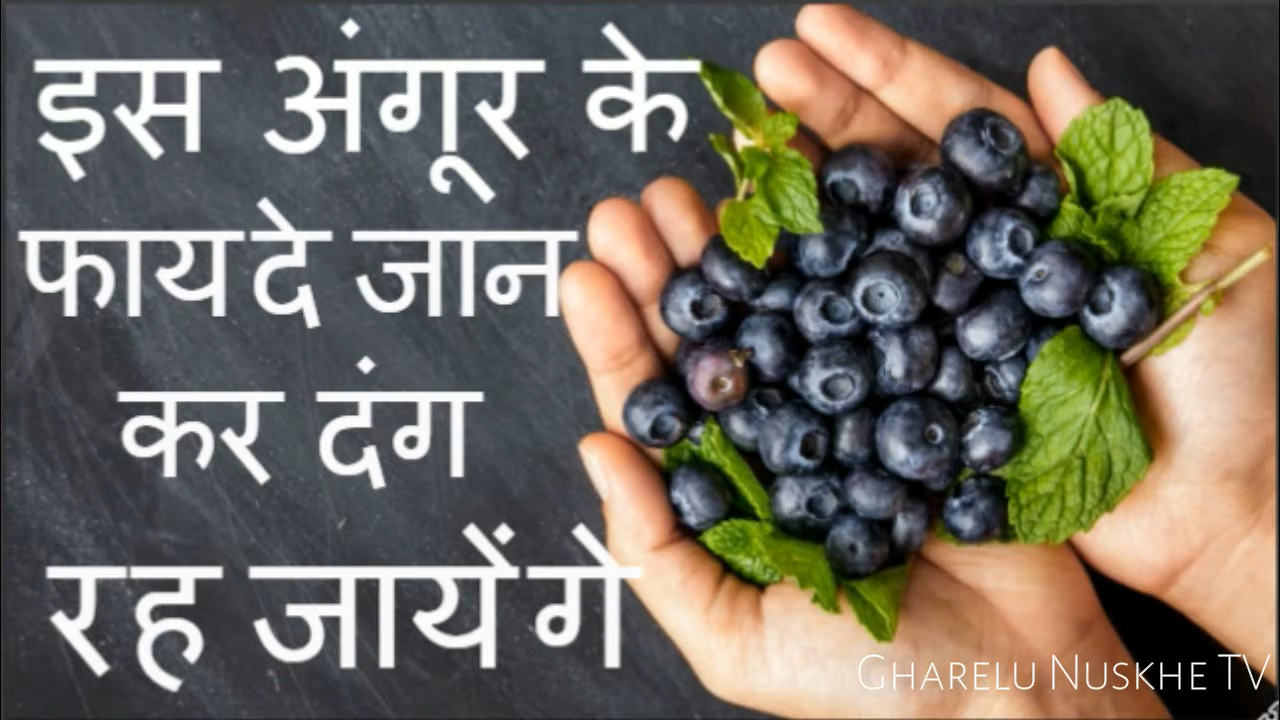 इस अंगूर के
फायदे जान
कर दंग
रह जायेंगे
GHARELU NUSKHE TV